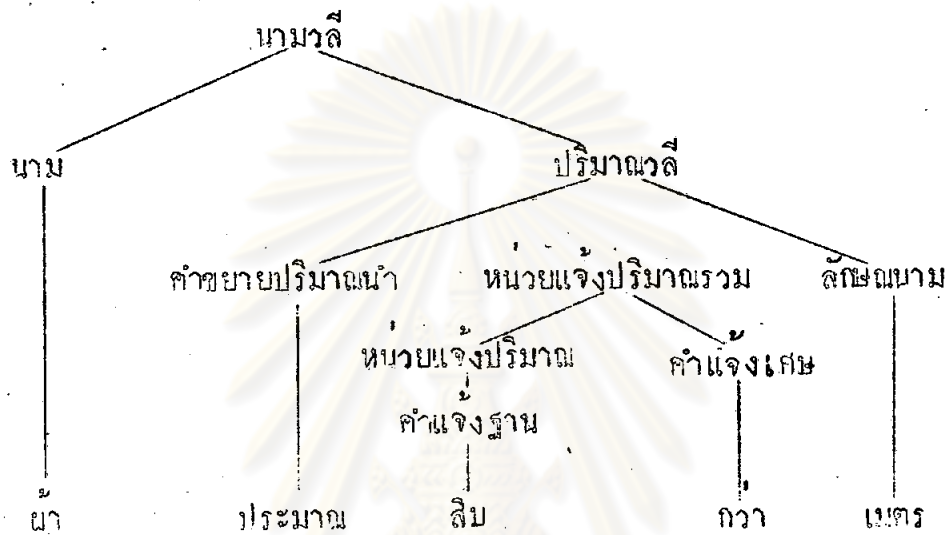 นามวลี
นาม ปริมาณวลี
คำขยายปริมาณนำ หน่วยแจ้งปริมาณรวม ลักษณนาม
หน่วยแจ้งปริมาณ คำแจ้งเศษ
คำแจ้งฐาน
ผ้า ประมาณ สิบ กว่า เมตร